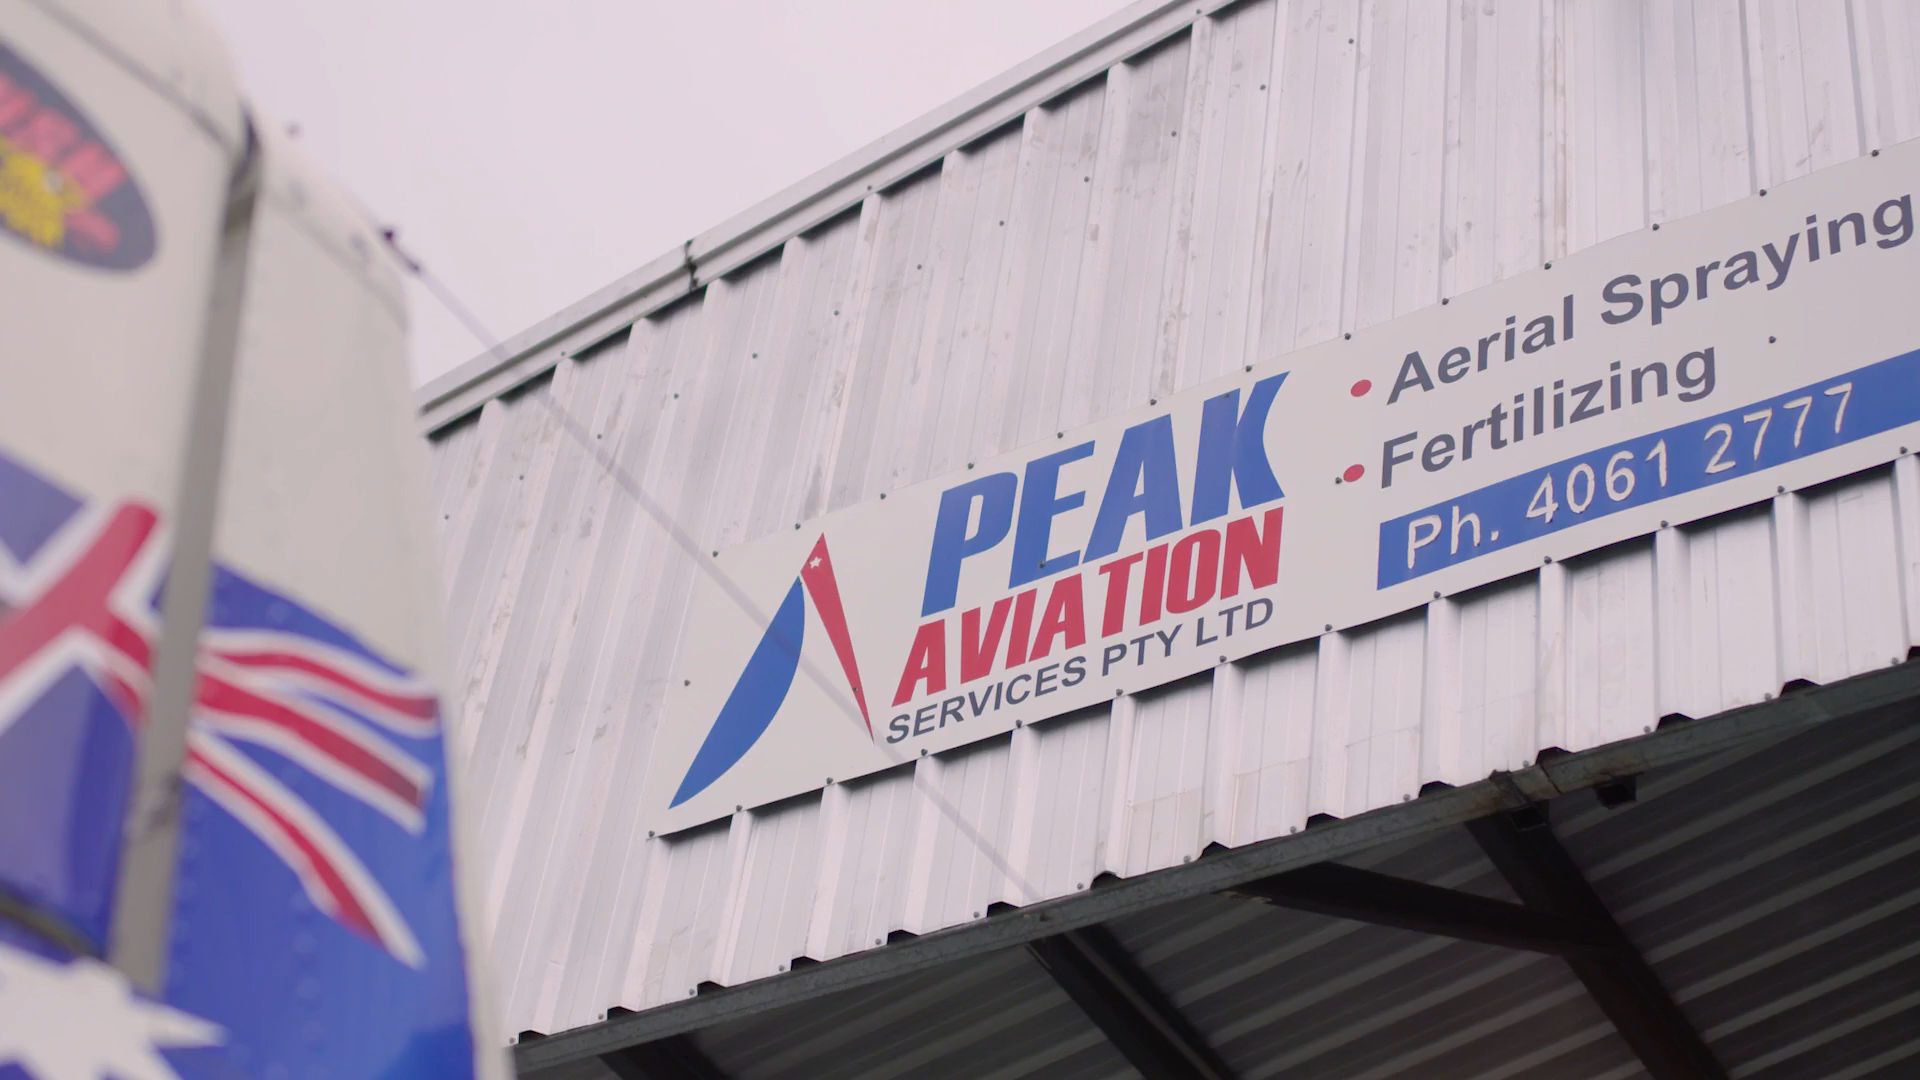 PEAK
AVIATION
SERVICES PTY LTD
• Aerial Spraying
• Fertilizing
Ph. 4061 2777